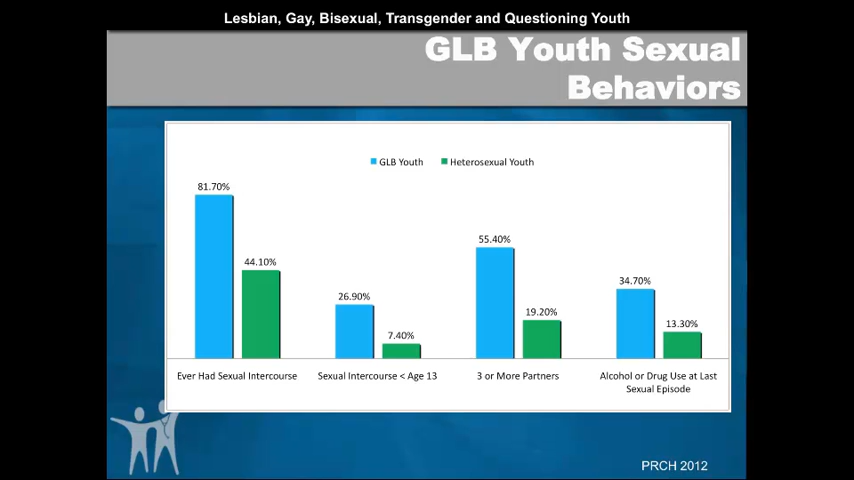 Lesbian, Gay, Bisexual, Transgender and Questioning Youth
GLB Youth Sexual
Behaviors
GLB Youth Heterosexual Youth
81.70%
44.10%
26.90%
7.40%
55.40%
19.20%
34.70%
13.30%
Ever Had Sexual Intercourse
Sexual Intercourse < Age 13
3 or More Partners
Alcohol or Drug Use at Last
Sexual Episode
PRCH 2012